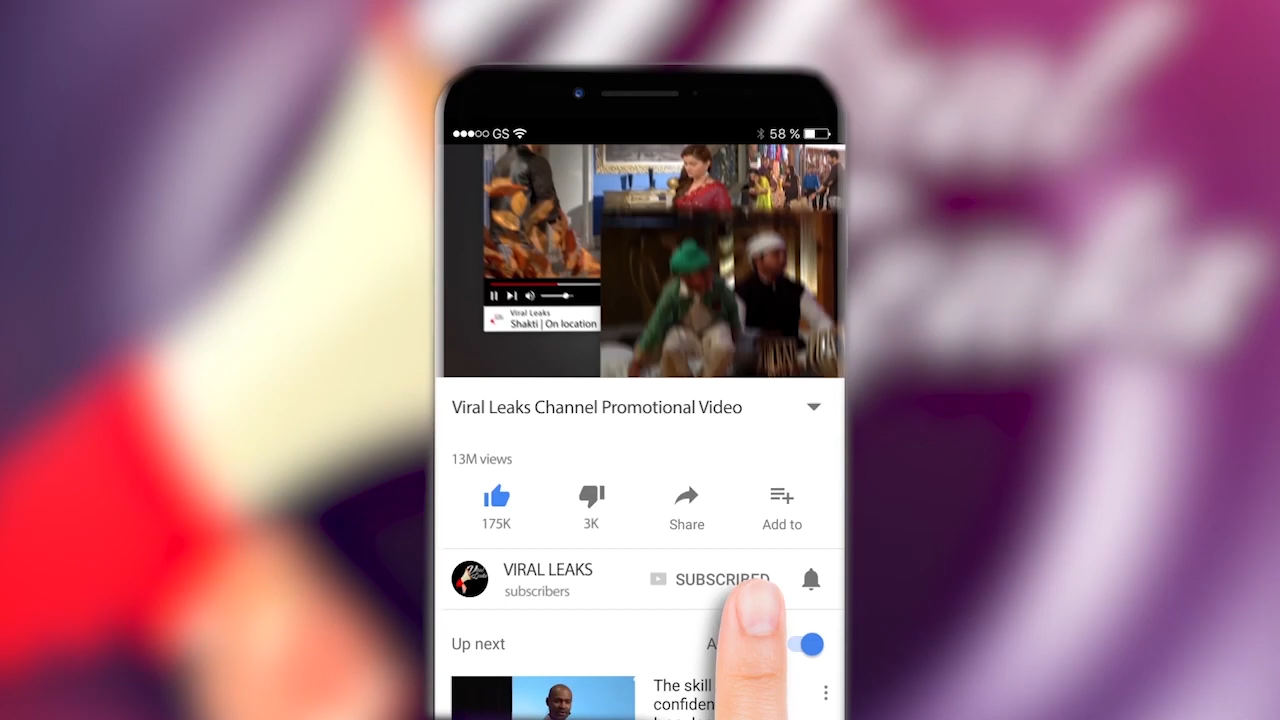 GS
58 %
Viral Leaks
Shakti | On location
Viral Leaks Channel Promotional Video
13M views
175K
3K
Share
Add to
VIRAL LEAKS
subscribers
SUBSCRIBED
Up next
The skill
confiden